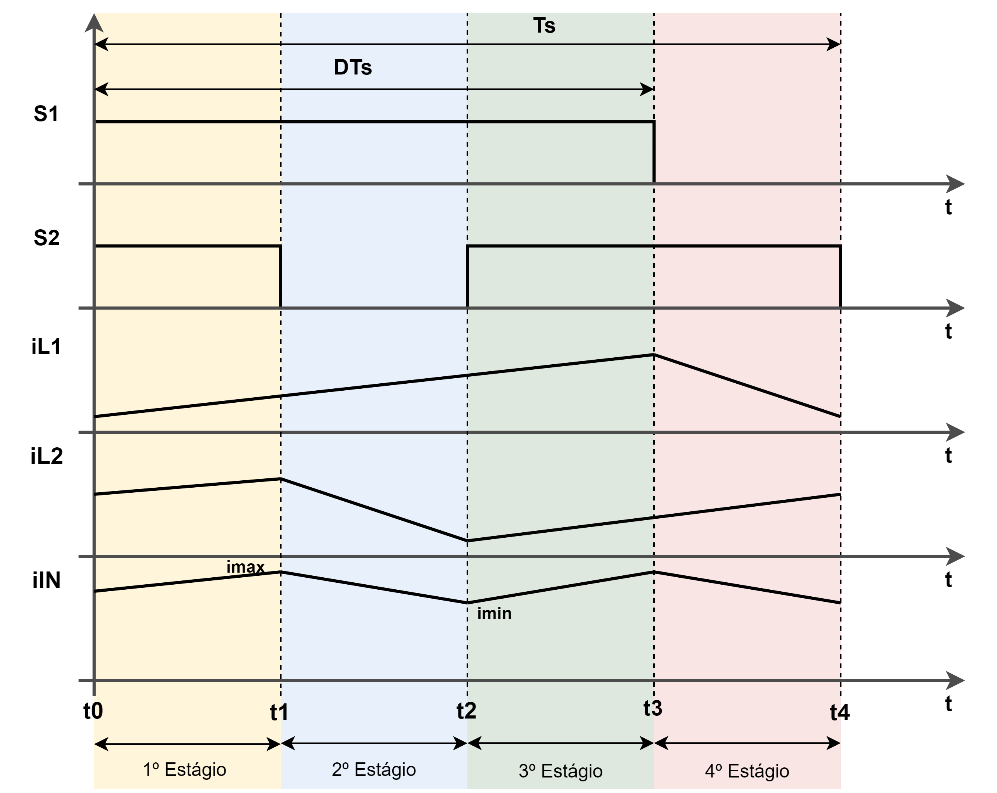 Ts
DTs
S1
t
S2
t
iL1
t
iL2
t
imax
iIN
imin
t
t0 t1 t2 t3 t4
1º Estágio 2º Estágio 3º Estágio 4º Estágio